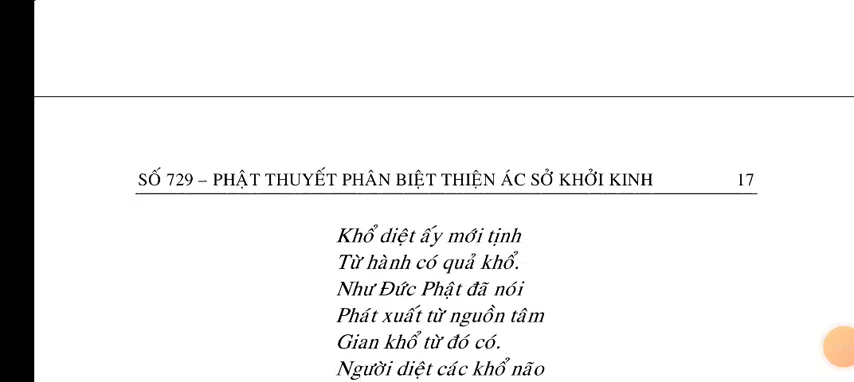 SỐ 729 – PHẬT THUYẾT PHÂN BIỆT THIỆN ÁC SỞ KHỞI KINH 17
Khổ diệt ấy mới tịnh
Từ hành có quả khổ.
Như Đức Phật đã nói
Phát xuất từ nguồn tâm
Gian khổ từ đó có.
Người diệt các khổ não